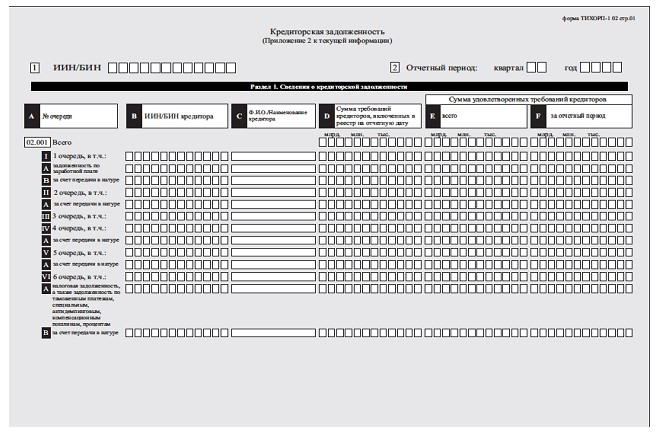 форма ТИХОРП-1 02 стр.01
Кредиторская задолженность
(Приложение 2 к текущей информации)
1 ИИН/БИН 2 Отчетный период: квартал год
Раздел 1. Сведения о кредиторской задолженности
Сумма удовлетворенных требований кредиторов
A № очереди
B ИИН/БИН кредитора
C Ф.И.О./Наименование
кредитора
D Сумма требований
кредиторов, включенных в
реестр на отчетную дату
E всего
F за отчетный период
млрд. млн. тыс. млрд. млн. тыс. млрд. млн. тыс.
02.001 Всего
I 1 очередь, в т.ч.:
A задолженность по
заработной плате
B за счет передачи в натуре
II 2 очередь, в т.ч.:
A за счет передачи в натуре
III 3 очередь, в т.ч.:
IV 4 очередь, в т.ч.:
A за счет передачи в натуре
V 5 очередь, в т.ч.:
A за счет передачи в натуре
VI 6 очередь, в т.ч.:
A налоговая задолженность,
а также задолженность по
таможенным платежам,
специальным,
антидемпинговым,
компенсационным
пошлинам, процентам
B за счет передачи в натуре